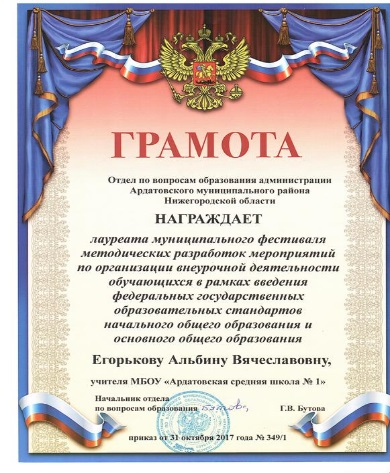 ГРАМОТА
Отдел по вопросам образования администрации
Ардатовского муниципального района
Нижегородской области
НАГРАЖДАЕТ
лауреата муниципального фестиваля
методических разработок мероприятий
по организации внеурочной деятельности
обучающихся в рамках введения
федеральных государственных
образовательных стандартов
начального общего образования и
основного общего образования
Егорькову Альбину Вячеславовну,
учителя МБОУ «Ардатовская средняя школа № 1»
Начальник отдела
по вопросам образования Г.В. Бутова
приказ от 31 октября 2017 года № 349/1